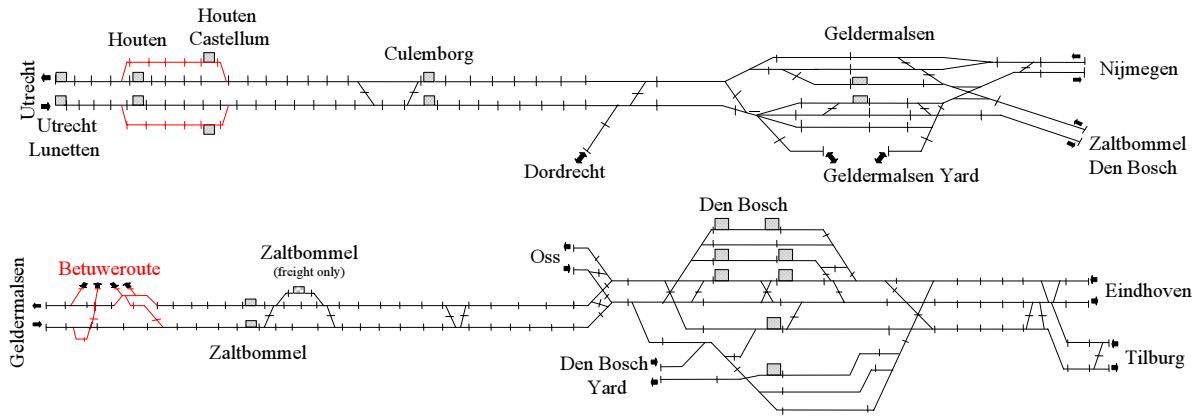 Houten
Houten
Castellum
Culemborg
Geldermalsen
Nijmegen
Utrecht
Utrecht
Lunetten
Dordrecht
Geldermalsen Yard
Zaltbommel
Den Bosch
Den Bosch
Betuweroute
Zaltbommel
(freight only)
Oss
Geldermalsen
Eindhoven
Zaltbommel
Den Bosch
Yard
Tilburg